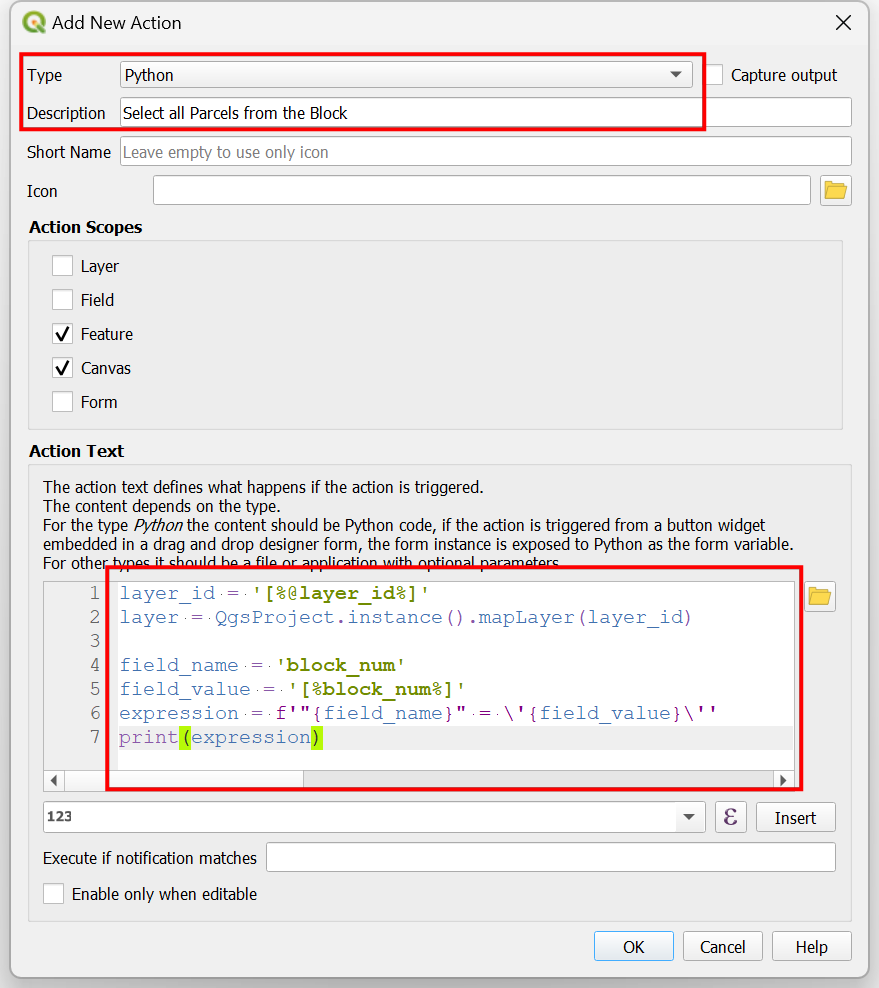 Add New Action
Type Python Capture output
Description Select all Parcels from the Block
Short Name Leave empty to use only icon
Icon
Action Scopes
Layer
Field
Feature
Canvas
Form
Action Text
The action text defines what happens if the action is triggered.
The content depends on the type.
For the type Python the content should be Python code, if the action is triggered from a button widget
embedded in a drag and drop designer form, the form instance is exposed to Python as the form variable.
For other types it should be a file or application with optional parameters.
1 layer_id = '[%@layer_id%]'
2 layer = QgsProject.instance().mapLayer(layer_id)
3
4 field_name = 'block_num'
5 field_value = '[%block_num%]'
6 expression = f'"{field_name}" = \'{field_value}\''
7 print(expression)
123 ε Insert
Execute if notification matches
Enable only when editable
OK Cancel Help